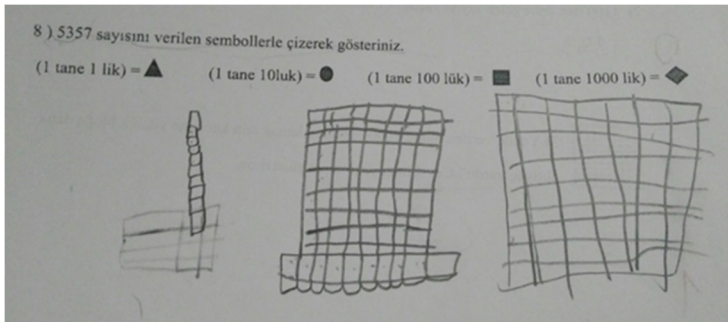 8 ) 5357 sayısını verilen sembollerle çizerek gösteriniz.
(1 tane 1 lik) = ▲ (1 tane 10luk) = ● (1 tane 100 lük) = ■ (1 tane 1000 lik) = ◆